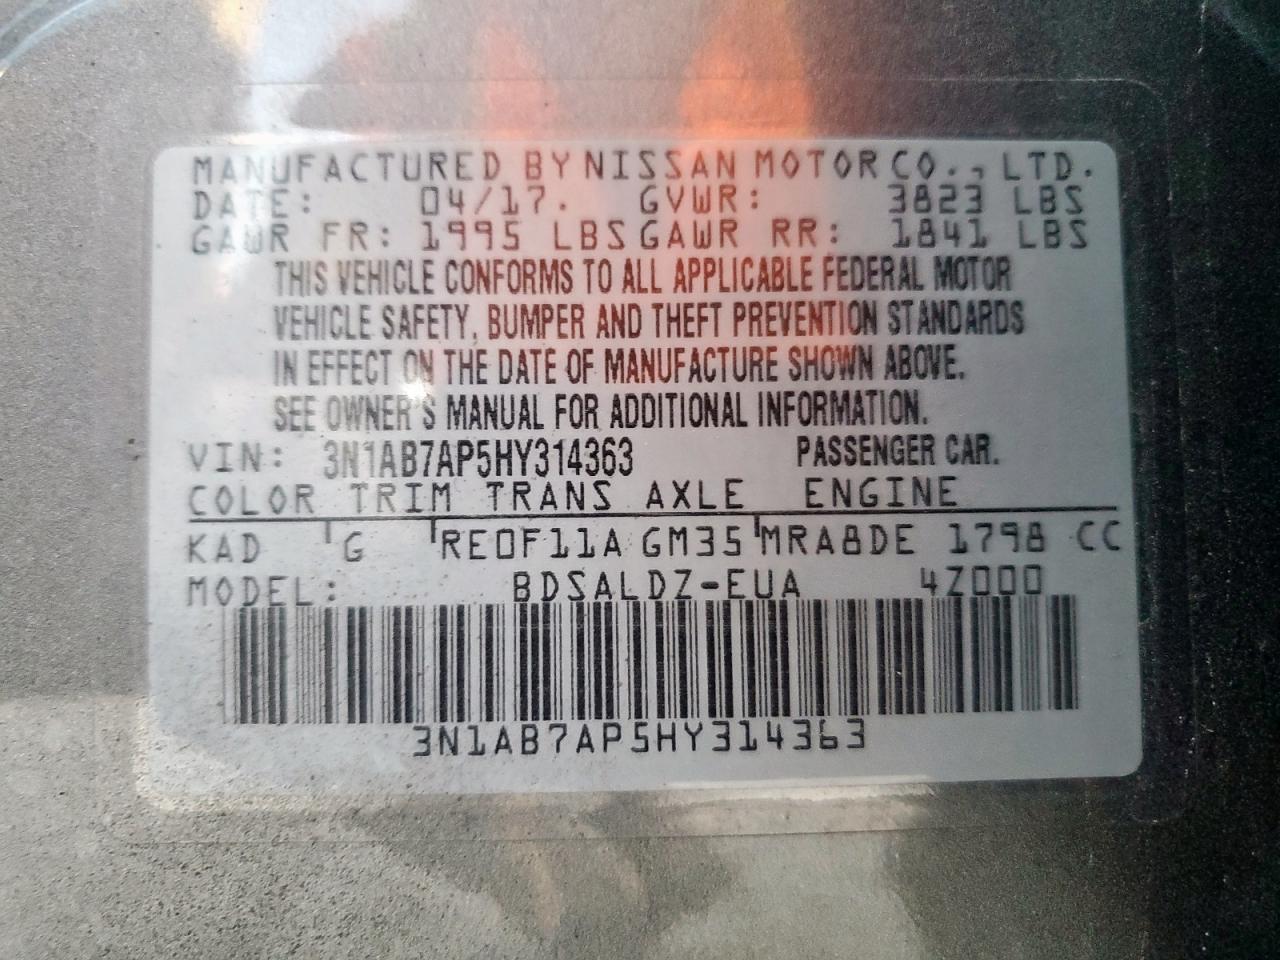 MANUFACTURED BY NISSAN MOTOR CO., LTD.
DATE: 04/17. GVWR: 3823 LBS
GAWR FR: 1995 LBS GAWR RR: 1841 LBS
THIS VEHICLE CONFORMS TO ALL APPLICABLE FEDERAL MOTOR
VEHICLE SAFETY, BUMPER AND THEFT PREVENTION STANDARDS
IN EFFECT ON THE DATE OF MANUFACTURE SHOWN ABOVE.
SEE OWNER'S MANUAL FOR ADDITIONAL INFORMATION.
VIN: 3N1AB7AP5HY314363 PASSENGER CAR.
COLOR TRIM TRANS AXLE ENGINE
KAD G RE0F11A GM35 MRA8DE 1798 CC
MODEL: BDSALDZ-EUA 4Z000
3N1AB7AP5HY314363